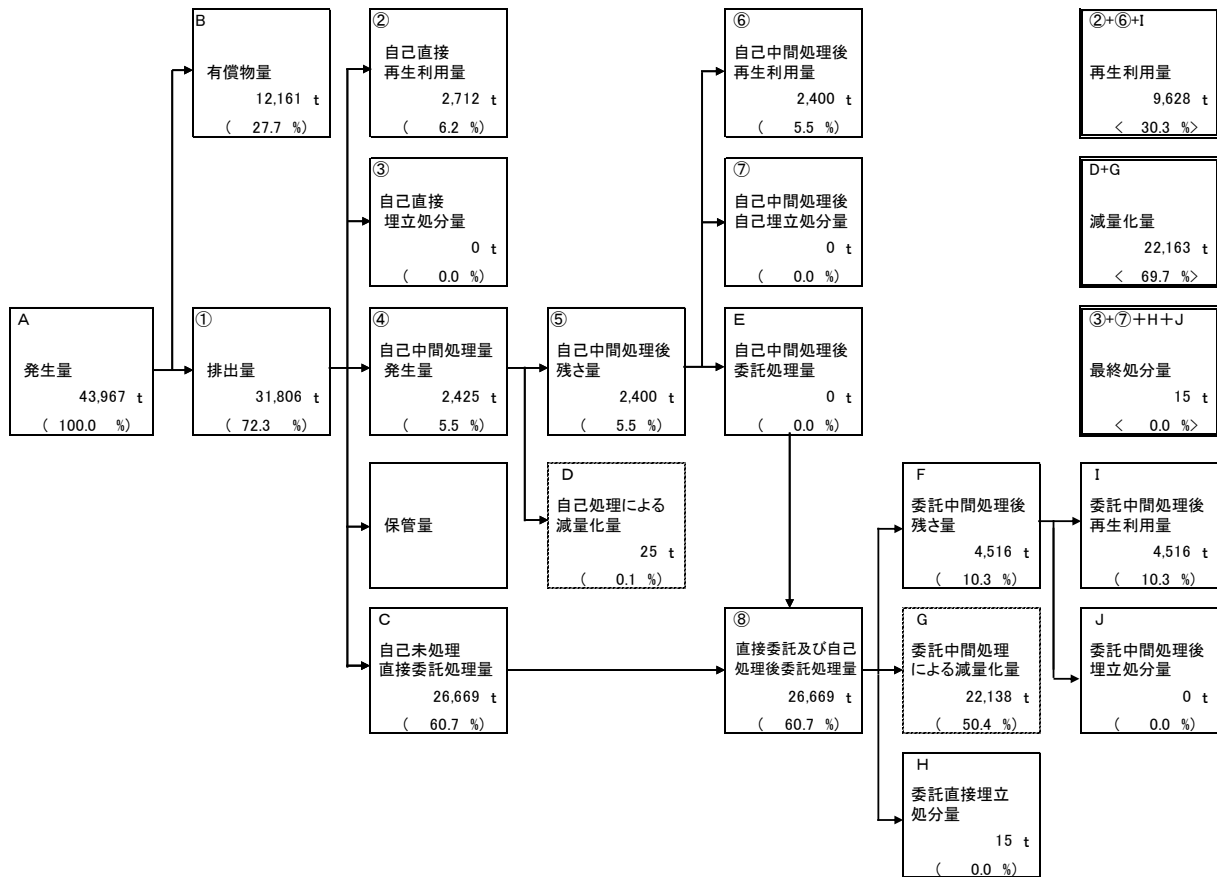 B
有償物量
12,161 t
( 27.7 %)
②
自己直接
再生利用量
2,712 t
( 6.2 %)
⑥
自己中間処理後
再生利用量
2,400 t
( 5.5 %)
②+⑥+I
再生利用量
9,628 t
< 30.3 %>
③
自己直接
埋立処分量
0 t
( 0.0 %)
⑦
自己中間処理後
自己埋立処分量
0 t
( 0.0 %)
D+G
減量化量
22,163 t
< 69.7 %>
A
発生量
43,967 t
( 100.0 %)
①
排出量
31,806 t
( 72.3 %)
④
自己中間処理量
発生量
2,425 t
( 5.5 %)
⑤
自己中間処理後
残さ量
2,400 t
( 5.5 %)
E
自己中間処理後
委託処理量
0 t
( 0.0 %)
③+⑦+H+J
最終処分量
15 t
< 0.0 %>
保管量
D
自己処理による
減量化量
25 t
( 0.1 %)
F
委託中間処理後
残さ量
4,516 t
( 10.3 %)
I
委託中間処理後
再生利用量
4,516 t
( 10.3 %)
C
自己未処理
直接委託処理量
26,669 t
( 60.7 %)
⑧
直接委託及び自己
処理後委託処理量
26,669 t
( 60.7 %)
G
委託中間処理
による減量化量
22,138 t
( 50.4 %)
J
委託中間処理後
埋立処分量
0 t
( 0.0 %)
H
委託直接埋立
処分量
15 t
( 0.0 %)